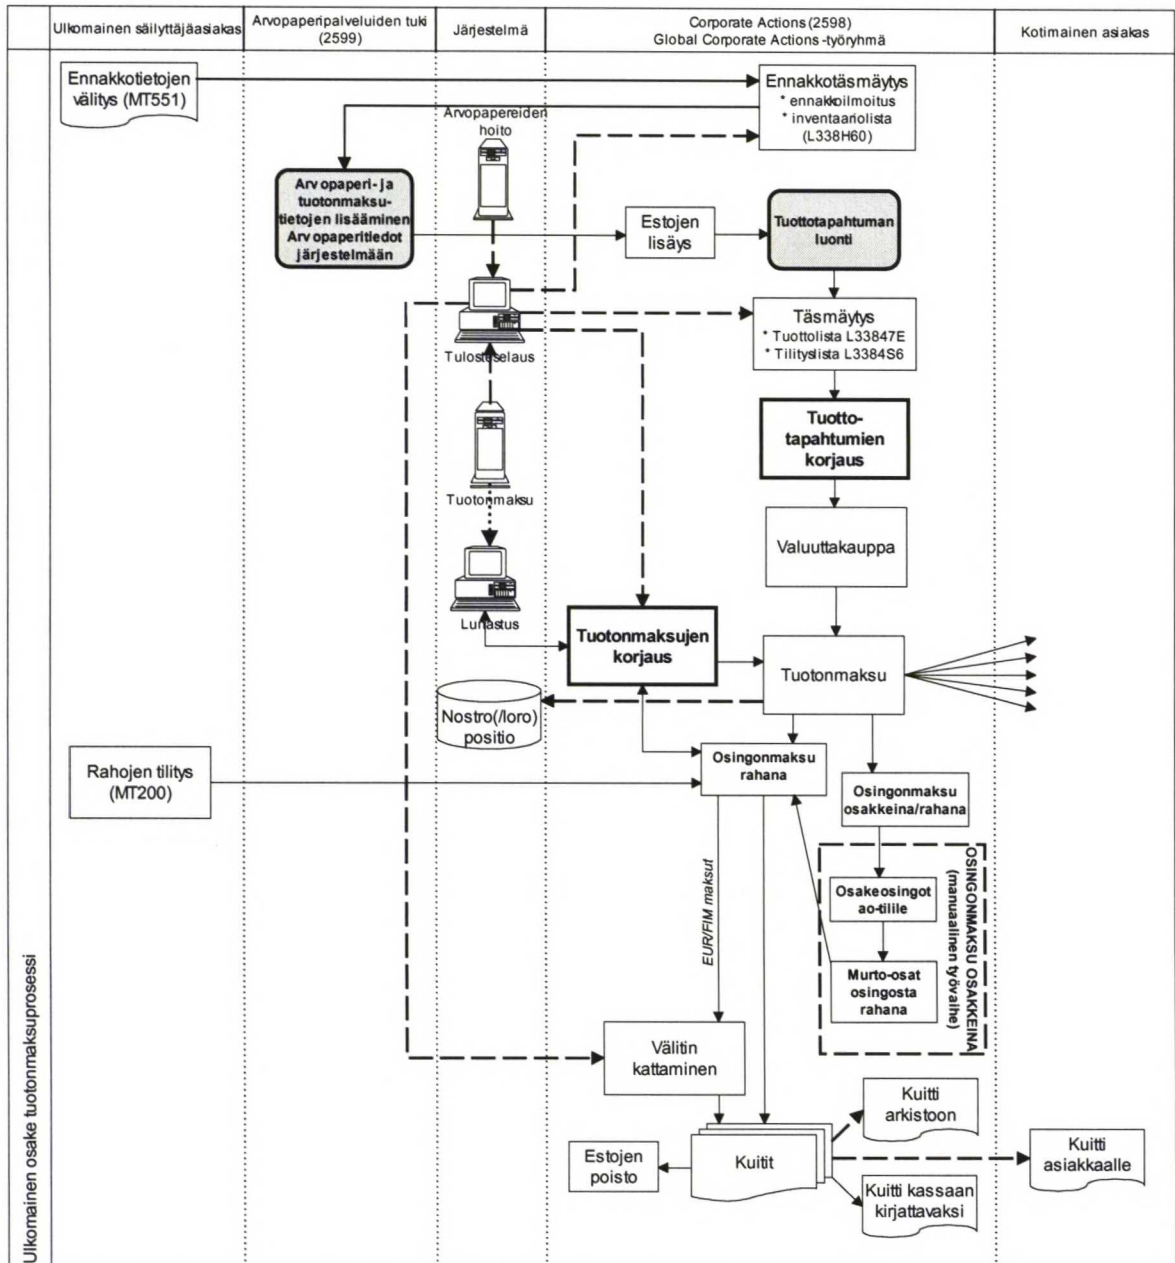 Ulkomainen säilyttäjäasiakas
Arvopaperipalveluiden tuki
(2599)
Järjestelmä
Corporate Actions (2598)
Global Corporate Actions -työryhmä
Kotimainen asiakas
Ennakkotietojen
välitys (MT551)
Ennakkotäsmäytys
* ennakkoilmoitus
* inventaariolista
(L338H60)
Arvopapereiden
hoito
Arvopaperi- ja
tuotonmaksu-
tietojen lisääminen
Arvopaperitiedot
järjestelmään
Estojen
lisäys
Tuottotapahtuman
luonti
Tulosteselaus
Täsmäytys
* Tuottolista L33847E
* Tilityslista L3384S6
Tuotto-
tapahtumien
korjaus
Tuotonmaksu
Valuuttakauppa
Lunastus
Tuotonmaksujen
korjaus
Tuotonmaksu
Nostro(/loro)
positio
Rahojen tilitys
(MT200)
Osingonmaksu
rahana
Osingonmaksu
osakkeina/rahana
OSINGONMAKSU OSAKKEINA
(manuaalinen työvaihe)
Osakeosingot
ao-tilille
Murto-osat
osingosta
rahana
EUR/FIM maksut
Välitin
kattaminen
Kuitti
arkistoon
Estojen
poisto
Kuitit
Kuitti
asiakkaalle
Kuitti kassaan
kirjattavaksi
Ulkomainen osake tuotonmaksuprosessi